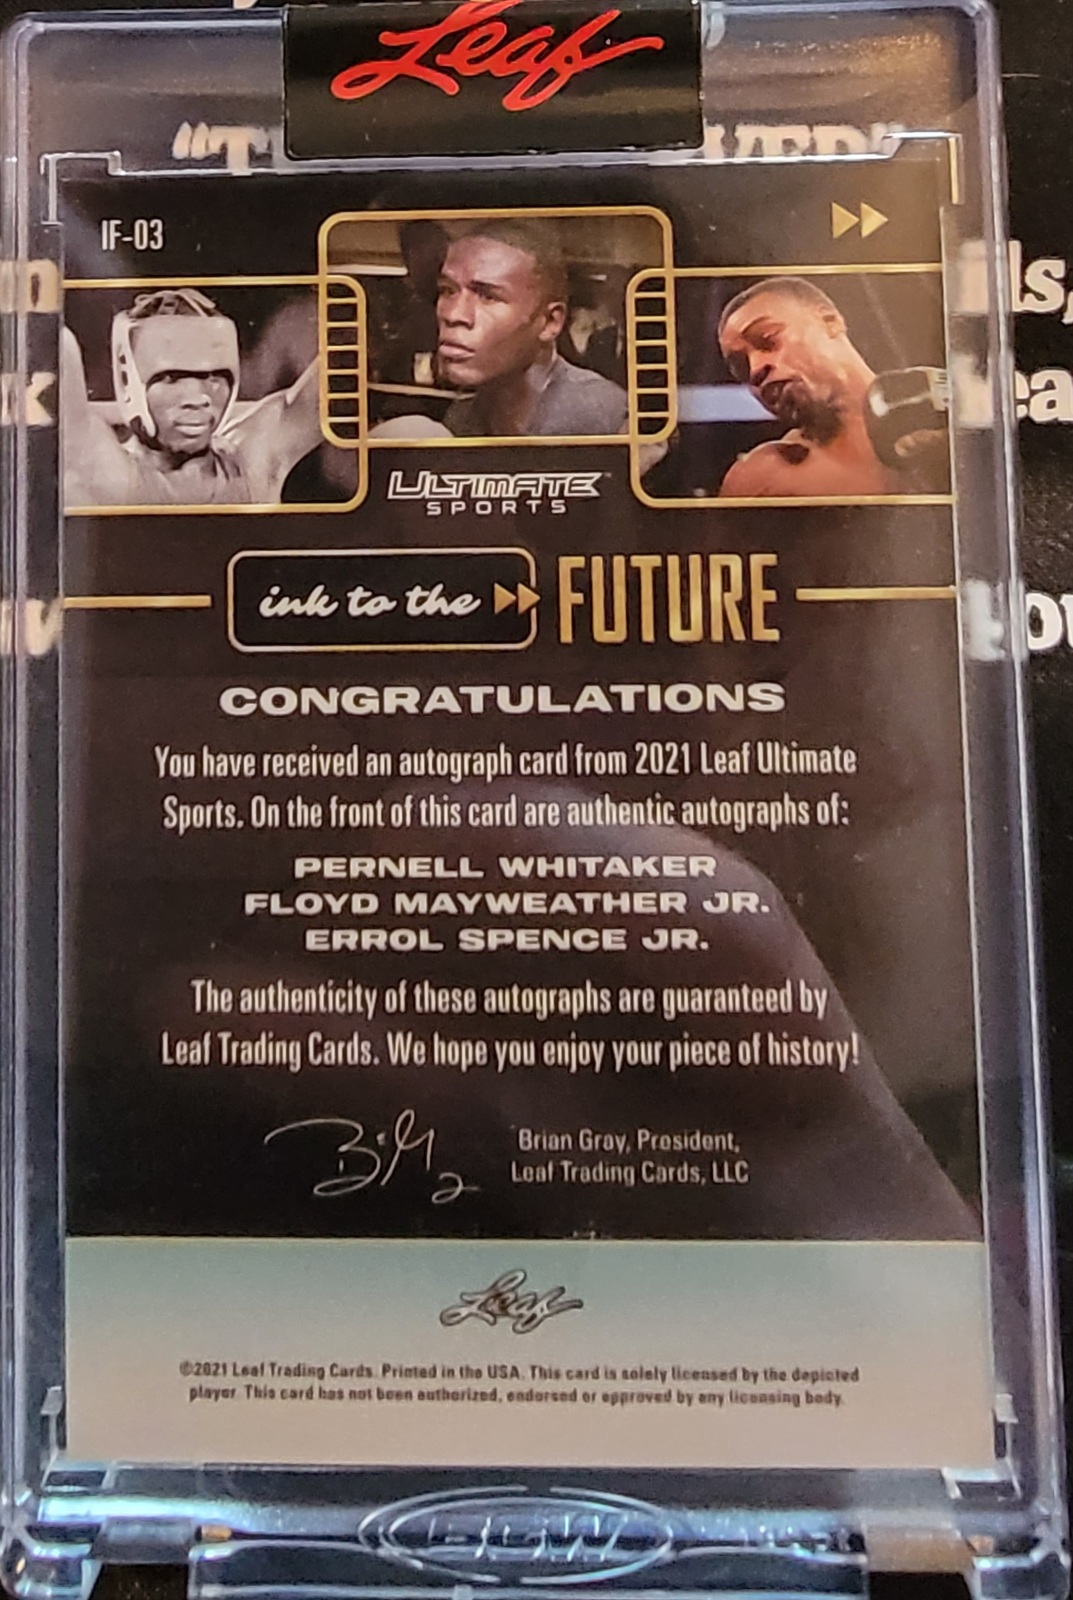 Leaf
IF-03
ULTIMATE
SPORTS
ink to the FUTURE
CONGRATULATIONS
You have received an autograph card from 2021 Leaf Ultimate
Sports. On the front of this card are authentic autographs of:
PERNELL WHITAKER
FLOYD MAYWEATHER JR.
ERROL SPENCE JR.
The authenticity of these autographs are guaranteed by
Leaf Trading Cards. We hope you enjoy your piece of history!
Brian Gray, President,
Leaf Trading Cards, LLC
Leaf
©2021 Leaf Trading Cards. Printed in the USA. This card is solely licensed by the depicted
player. This card has not been authorized, endorsed or approved by any licensing body.